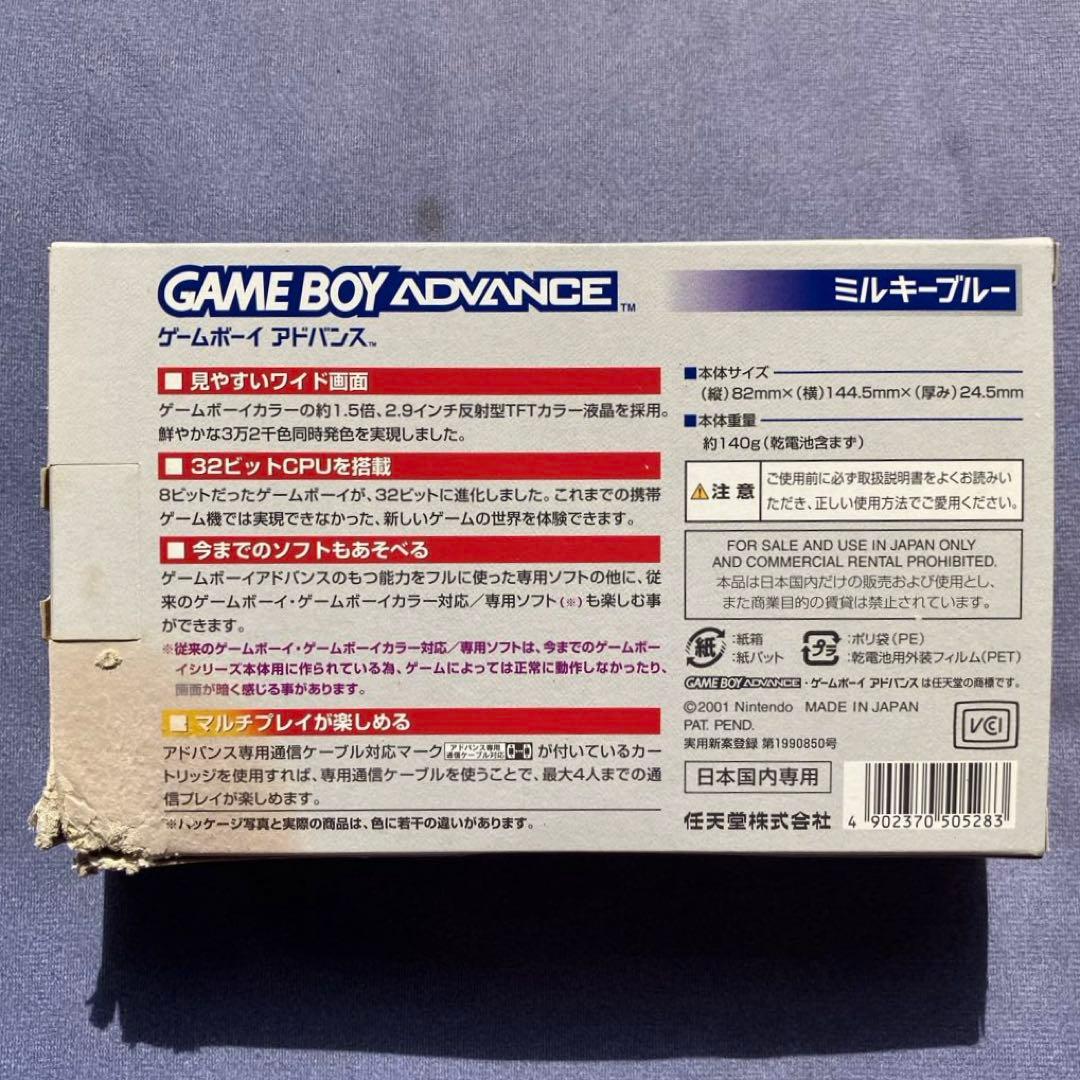 GAME BOY ADVANCE™
ゲームボーイ アドバンス™
ミルキーブルー
■ 見やすいワイド画面
ゲームボーイカラーの約1.5倍、2.9インチ反射型TFTカラー液晶を採用。
鮮やかな3万2千色同時発色を実現しました。
■ 32ビットCPUを搭載
8ビットだったゲームボーイが、32ビットに進化しました。これまでの携帯
ゲーム機では実現できなかった、新しいゲームの世界を体験できます。
■ 今までのソフトもあそべる
ゲームボーイアドバンスのもつ能力をフルに使った専用ソフトの他に、従
来のゲームボーイ・ゲームボーイカラー対応／専用ソフト(※)も楽しむ事
ができます。
※従来のゲームボーイ・ゲームボーイカラー対応／専用ソフトは、今までのゲームボー
イシリーズ本体用に作られている為、ゲームによっては正常に動作しなかったり、
画面が暗く感じる事があります。
■ マルチプレイが楽しめる
アドバンス専用通信ケーブル対応マーク アドバンス専用 通信ケーブル対応 が付いているカー
トリッジを使用すれば、専用通信ケーブルを使うことで、最大4人までの通
信プレイが楽しめます。
※パッケージ写真と実際の商品は、色に若干の違いがあります。
■本体サイズ
(縦)82mm×(横)144.5mm×(厚み)24.5mm
■本体重量
約140g(乾電池含まず)
注意
ご使用前に必ず取扱説明書をよくお読みい
ただき、正しい使用方法でご愛用ください。
FOR SALE AND USE IN JAPAN ONLY
AND COMMERCIAL RENTAL PROHIBITED.
本品は日本国内だけの販売および使用とし、
また商業目的の賃貸は禁止されています。
紙 :紙箱
:紙パット
プラ :ポリ袋(PE)
:乾電池用外装フィルム(PET)
GAME BOY ADVANCE・ゲームボーイ アドバンスは任天堂の商標です。
©2001 Nintendo MADE IN JAPAN
PAT. PEND.
実用新案登録 第1990850号
VCI
日本国内専用
任天堂株式会社
4 902370 505283